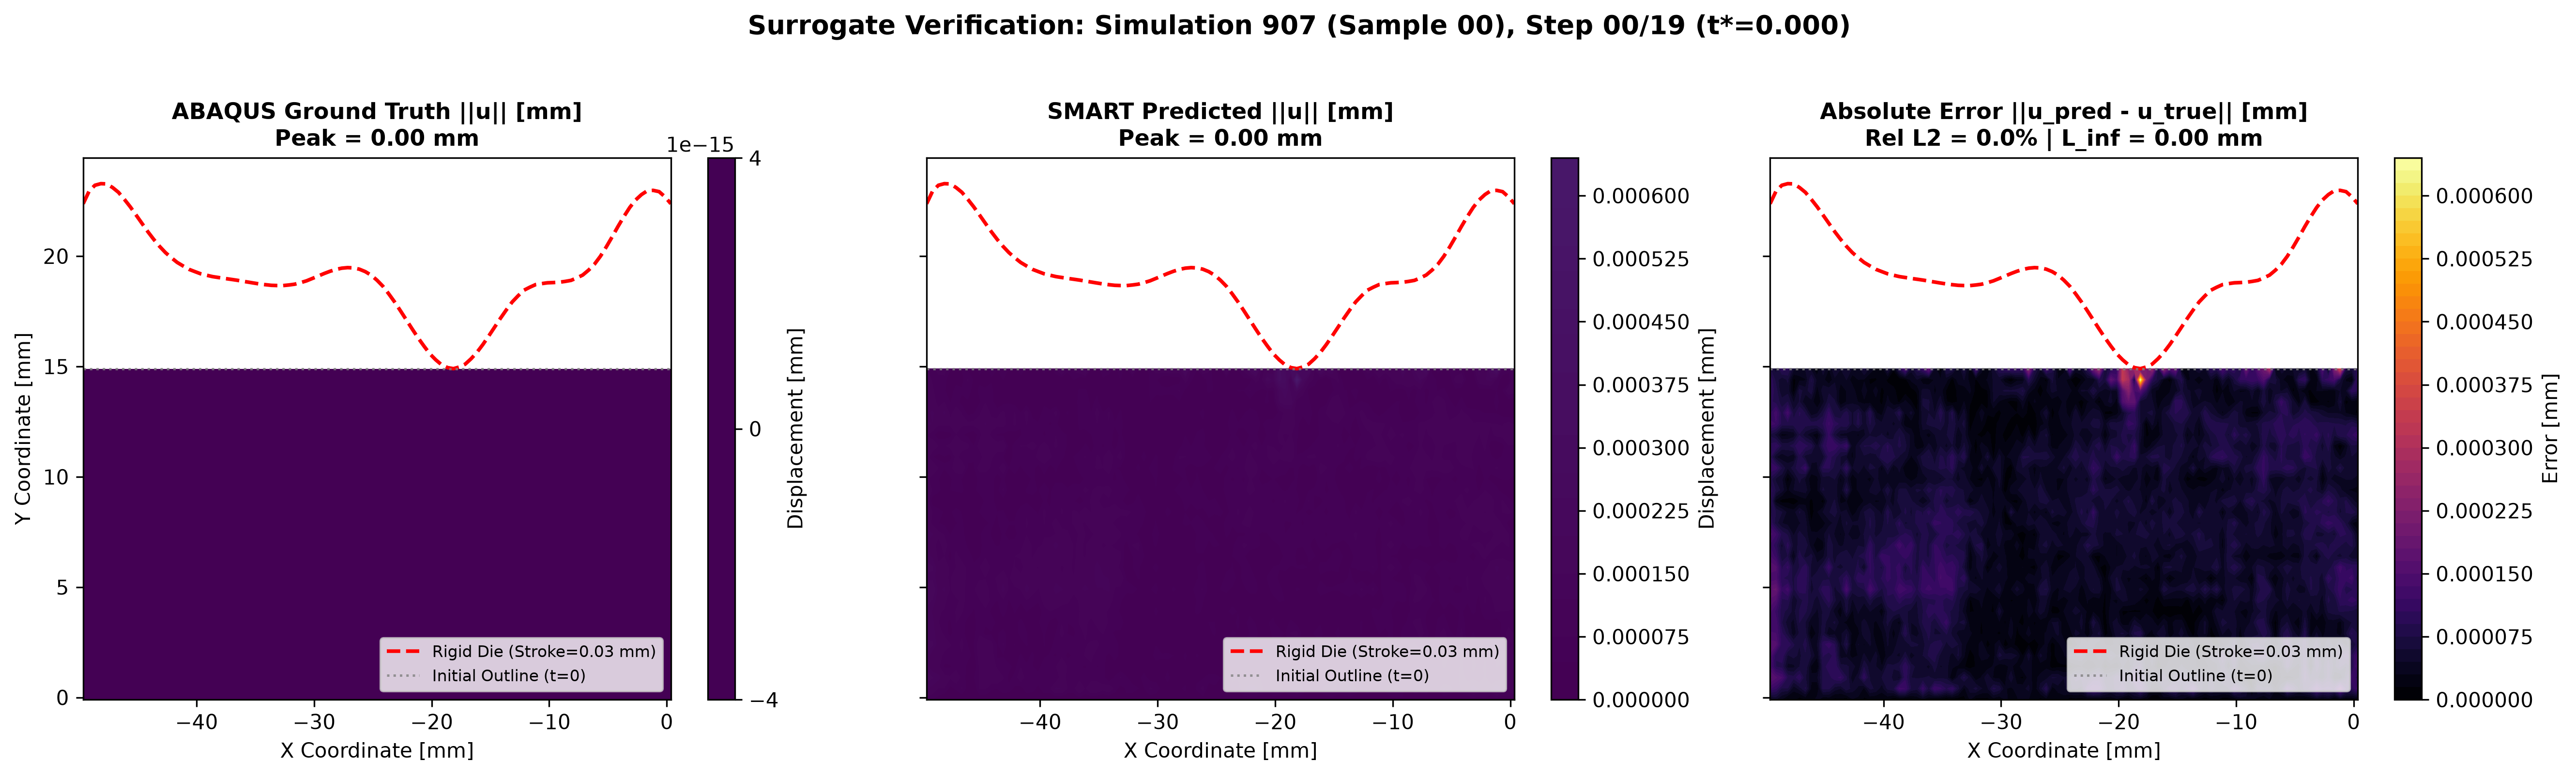 Surrogate Verification: Simulation 907 (Sample 00), Step 00/19 (t*=0.000)
ABAQUS Ground Truth ||u|| [mm]
Peak = 0.00 mm
1e−15
4
0
−4
Displacement [mm]
20
15
10
5
0
Y Coordinate [mm]
−40
−30
−20
−10
0
X Coordinate [mm]
Rigid Die (Stroke=0.03 mm)
Initial Outline (t=0)
SMART Predicted ||u|| [mm]
Peak = 0.00 mm
0.000600
0.000525
0.000450
0.000375
0.000300
0.000225
0.000150
0.000075
0.000000
Displacement [mm]
−40
−30
−20
−10
0
X Coordinate [mm]
Rigid Die (Stroke=0.03 mm)
Initial Outline (t=0)
Absolute Error ||u_pred - u_true|| [mm]
Rel L2 = 0.0% | L_inf = 0.00 mm
0.000600
0.000525
0.000450
0.000375
0.000300
0.000225
0.000150
0.000075
0.000000
Error [mm]
−40
−30
−20
−10
0
X Coordinate [mm]
Rigid Die (Stroke=0.03 mm)
Initial Outline (t=0)